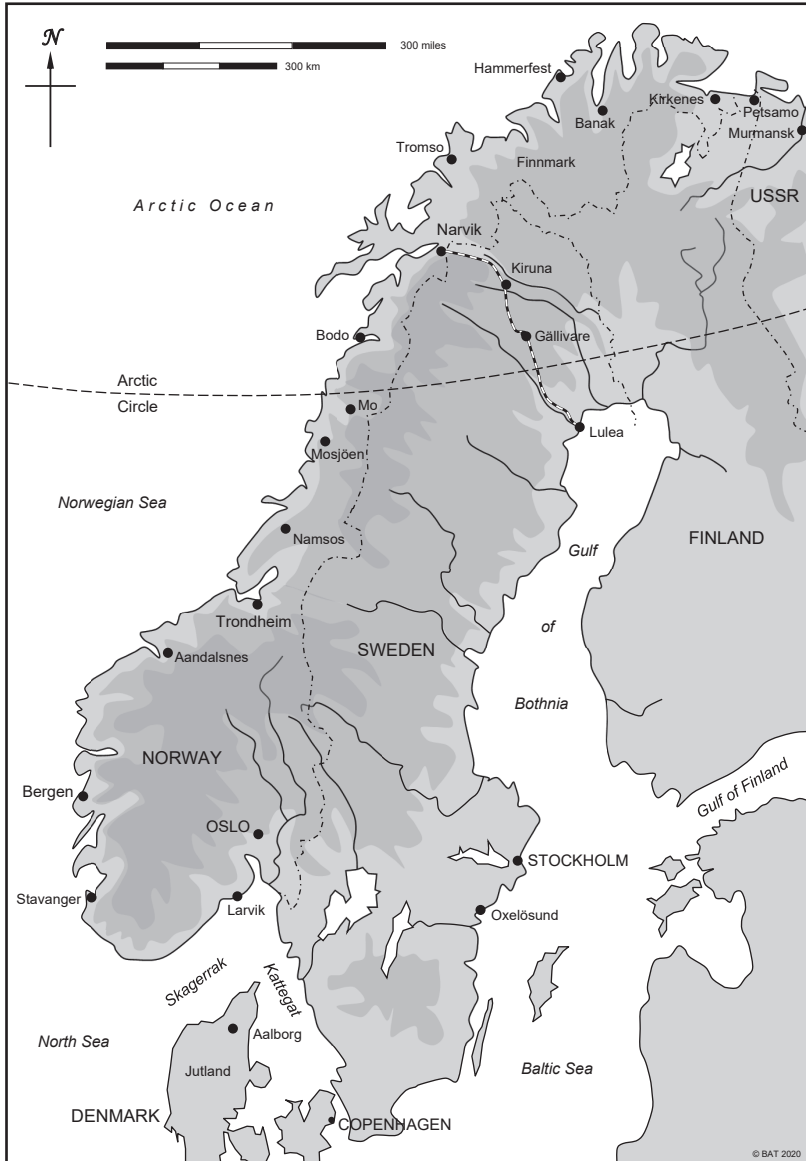 N
300 miles
300 km
Hammerfest
Kirkenes
Petsamo
Banak
Murmansk
Tromso
Finnmark
USSR
Arctic Ocean
Narvik
Kiruna
Bodo
Gällivare
Arctic
Circle
Mo
Lulea
Mosjöen
Norwegian Sea
Namsos
Gulf
FINLAND
Trondheim
of
SWEDEN
Aandalsnes
Bothnia
NORWAY
Gulf of Finland
Bergen
OSLO
STOCKHOLM
Stavanger
Larvik
Oxelösund
Skagerrak
Kattegat
North Sea
Aalborg
Jutland
Baltic Sea
DENMARK
COPENHAGEN
© BAT 2020